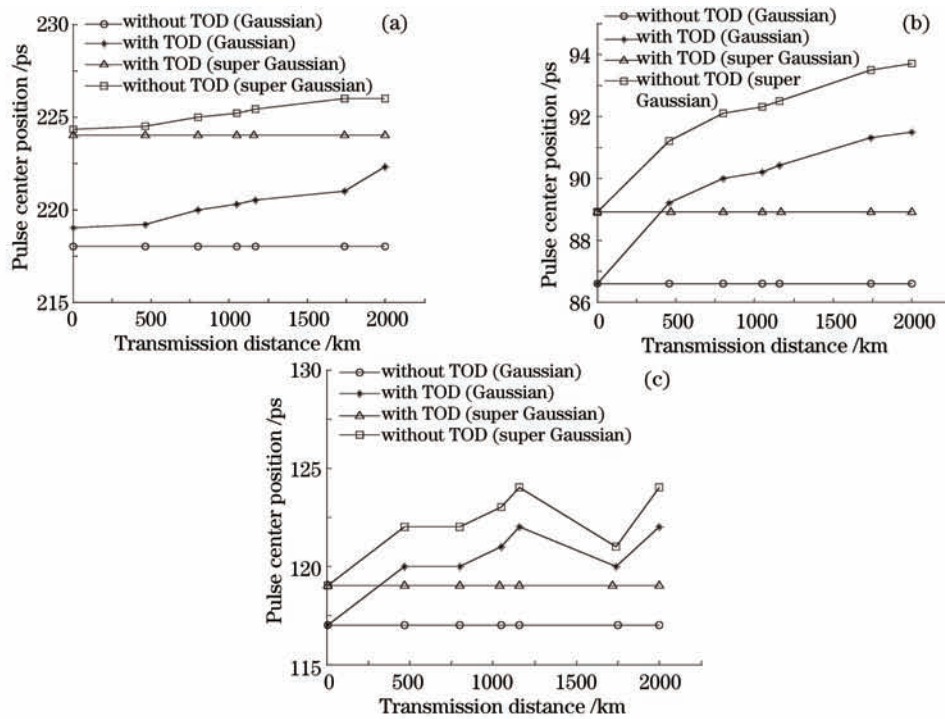 230
225
220
215
Pulse center position /ps
without TOD (Gaussian)
with TOD (Gaussian)
with TOD (super Gaussian)
without TOD (super Gaussian)
(a)
0 500 1000 1500 2000
Transmission distance /km
94
92
90
88
86
Pulse center position /ps
without TOD (Gaussian)
with TOD (Gaussian)
with TOD (super Gaussian)
without TOD (super
Gaussian)
(b)
0 500 1000 1500 2000
Transmission distance /km
130
125
120
115
Pulse center position /ps
without TOD (Gaussian)
with TOD (Gaussian)
with TOD (super Gaussian)
without TOD (super Gaussian)
(c)
0 500 1000 1500 2000
Transmission distance /km